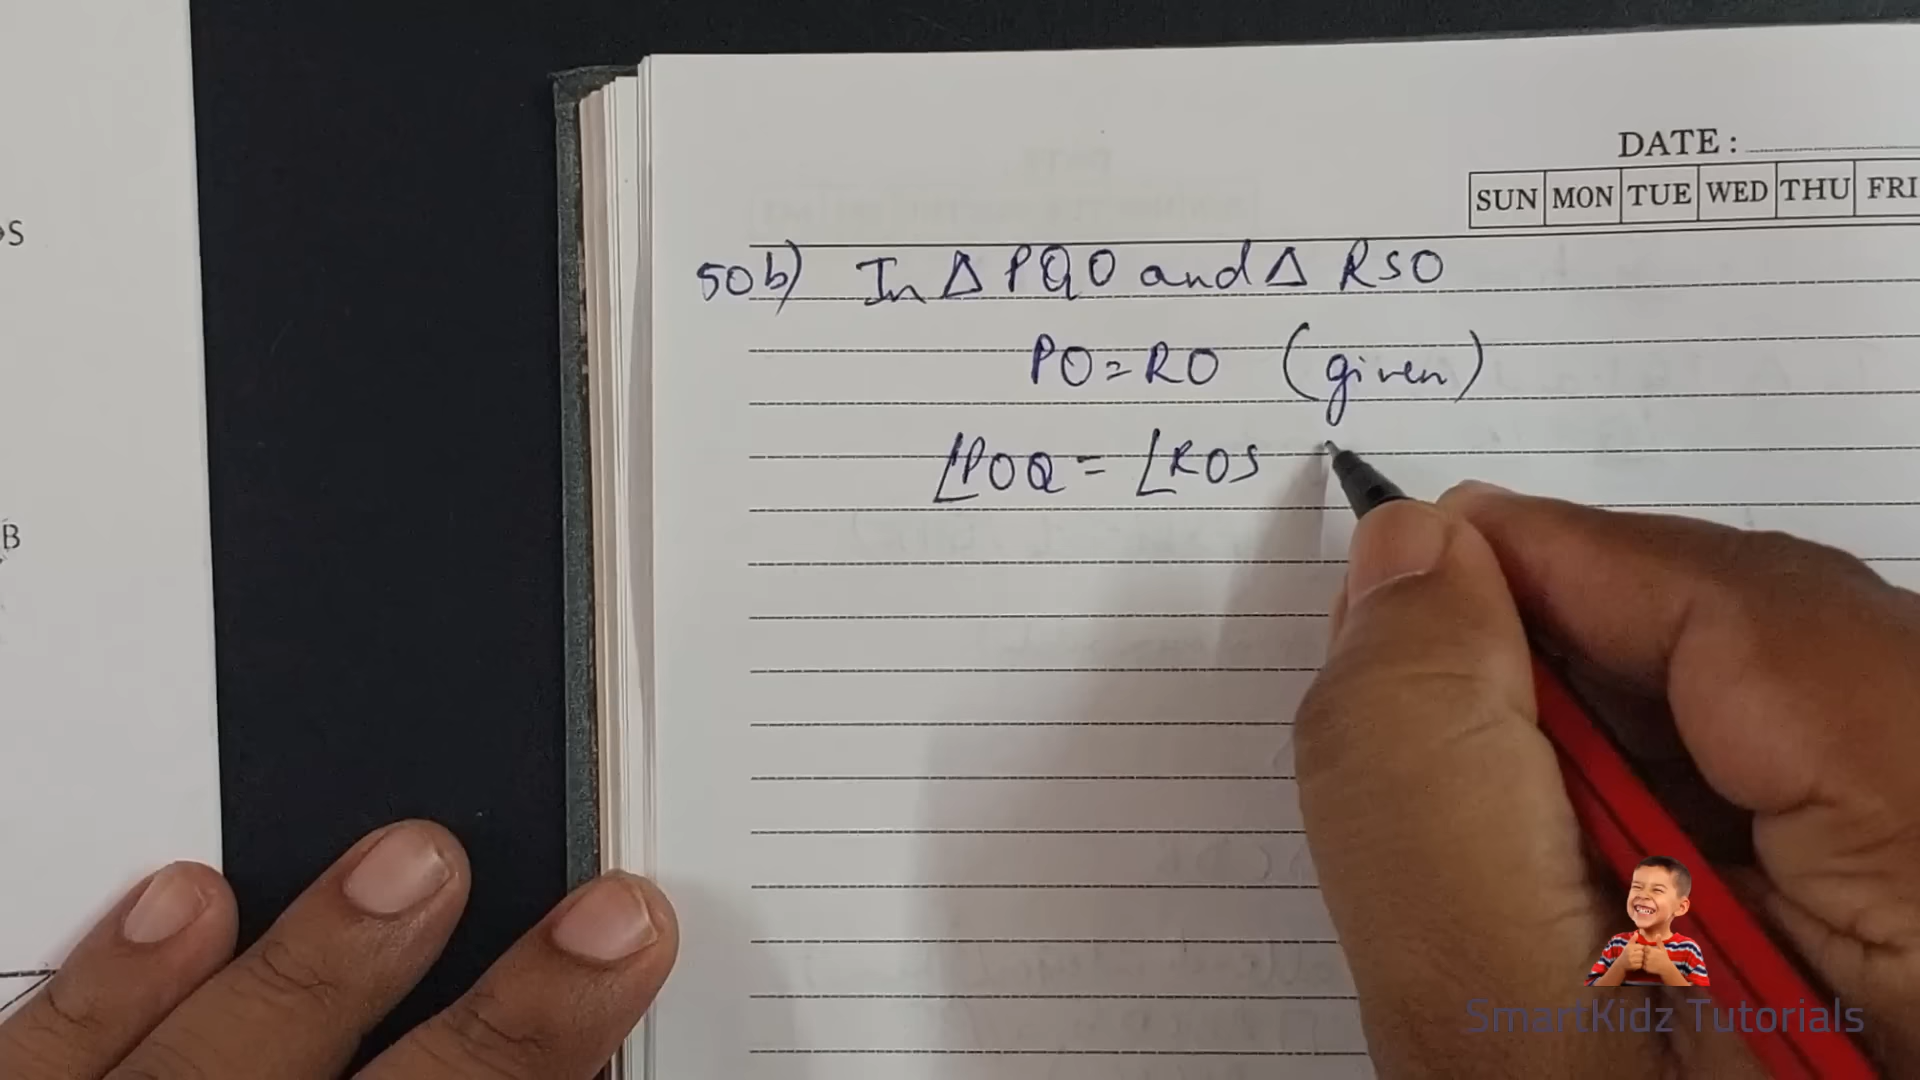 S
B
DATE :
SUN MON TUE WED THU FRI
50b) In Δ PQO and Δ RSO
PO = RO (given)
∠POQ = ∠ROS
SmartKidz Tutorials